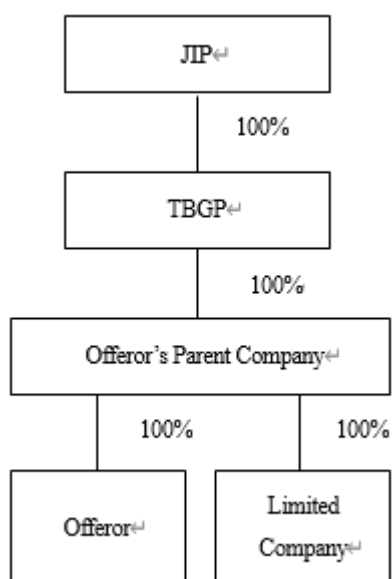 JIP↵
100%
TBGP↵
100%
Offeror’s Parent Company↵
100%
100%
Offeror↵
Limited
Company↵